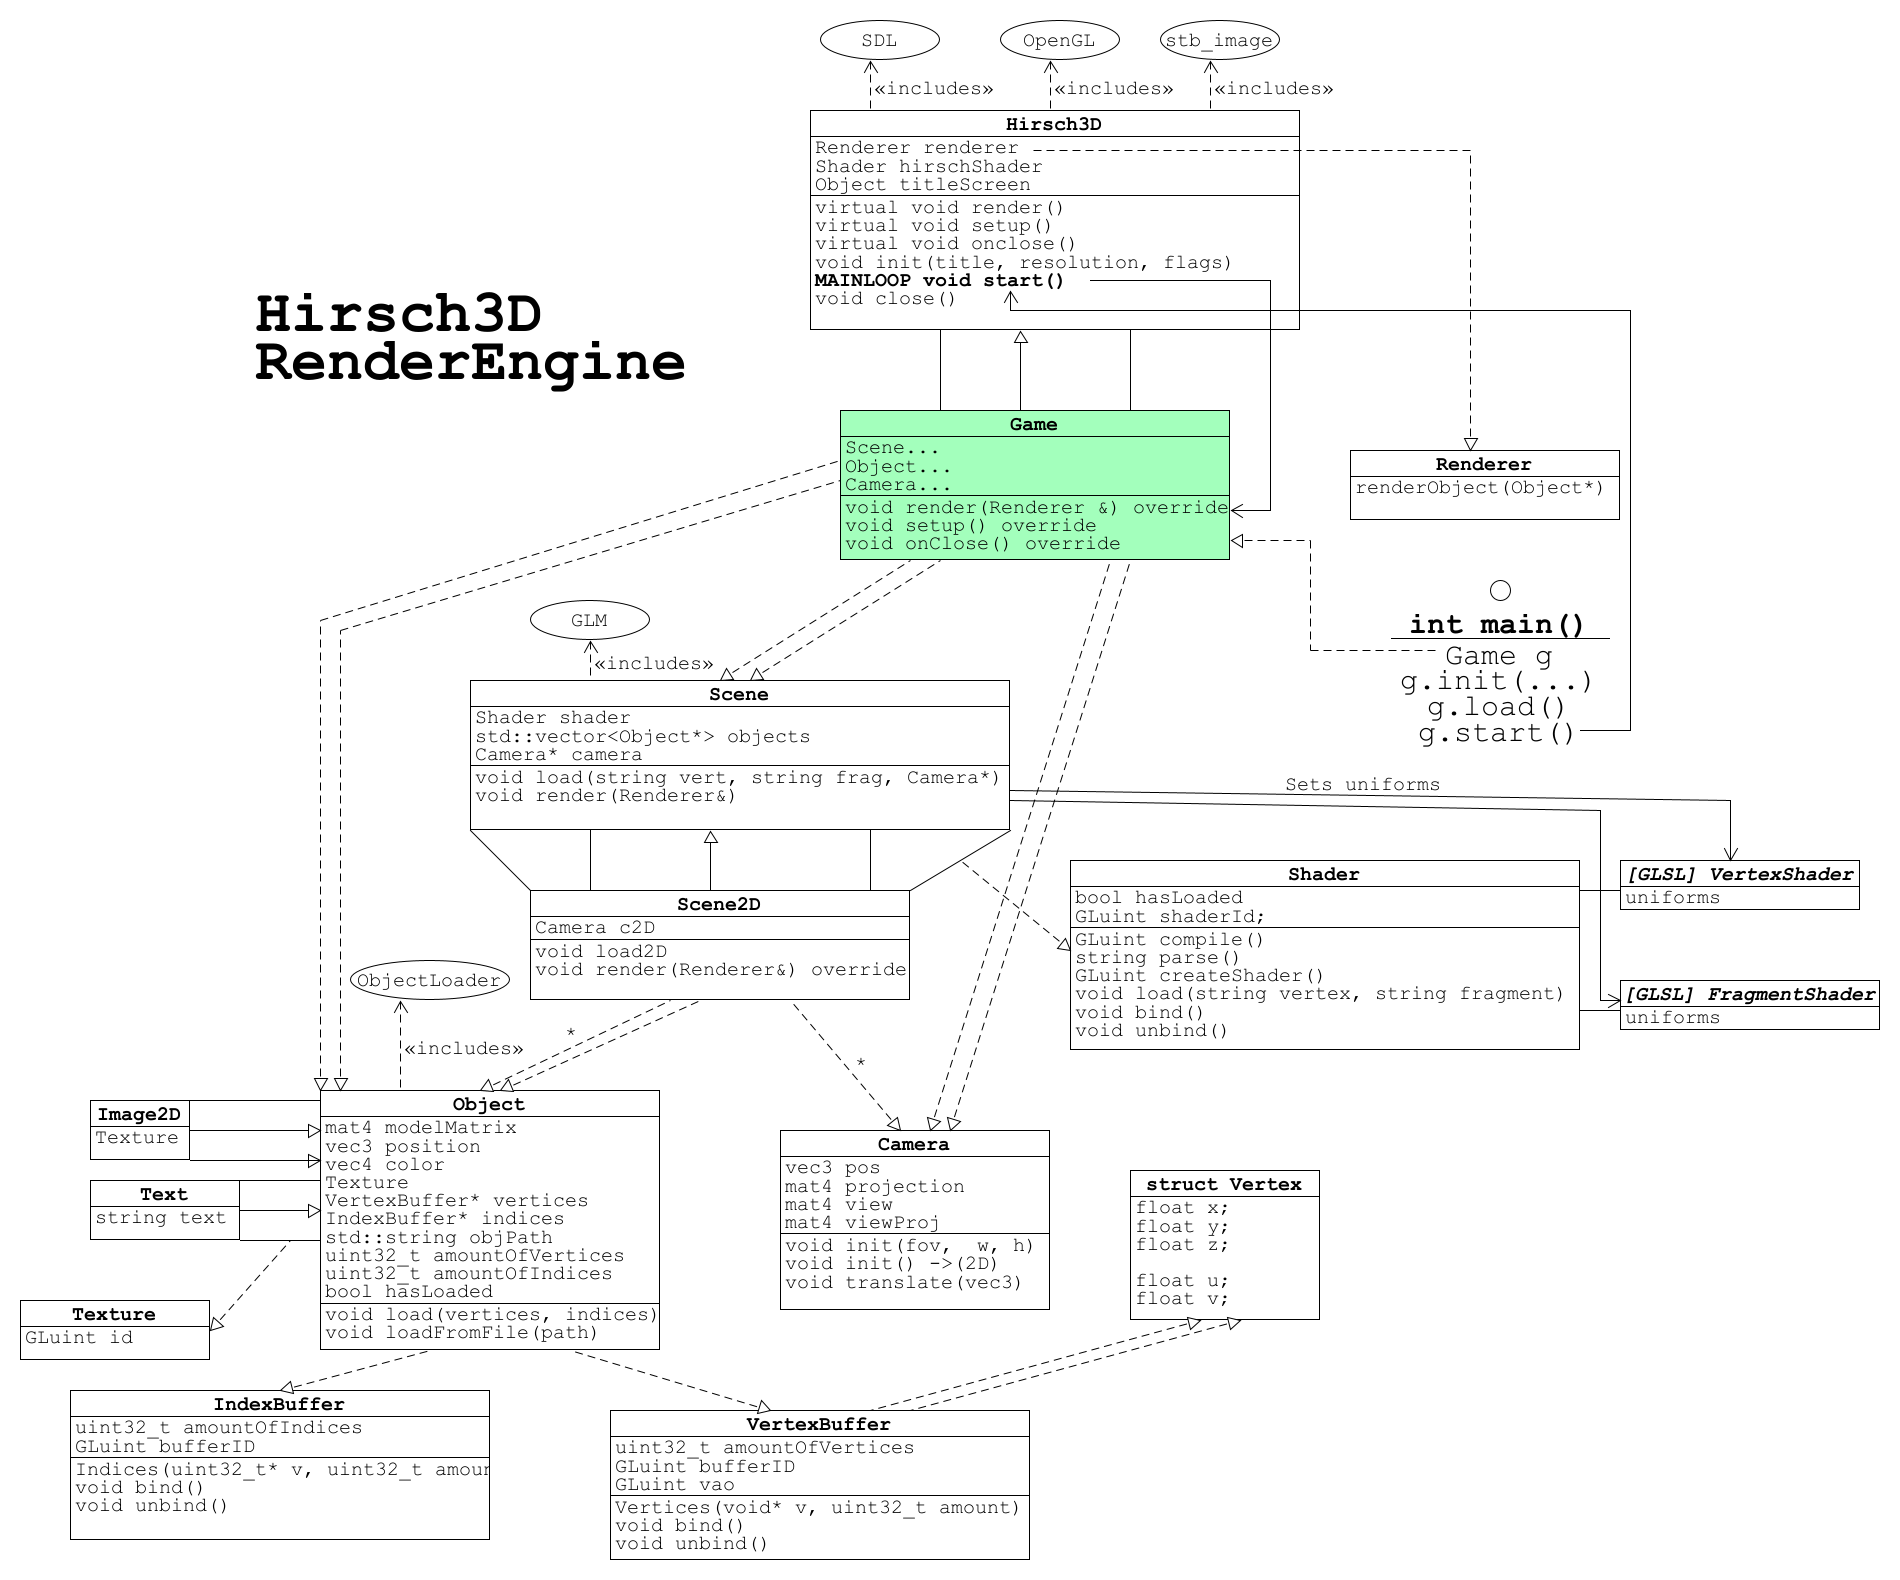 SDL
OpenGL
stb_image
«includes»
«includes»
«includes»
Hirsch3D
Renderer renderer
Shader hirschShader
Object titleScreen
virtual void render()
virtual void setup()
virtual void onclose()
void init(title, resolution, flags)
MAINLOOP void start()
void close()
Hirsch3D
RenderEngine
Game
Scene...
Object...
Camera...
void render(Renderer &) override
void setup() override
void onClose() override
Renderer
renderObject(Object*)
int main()
Game g
g.init(...)
g.load()
g.start()
GLM
«includes»
Scene
Shader shader
std::vector<Object*> objects
Camera* camera
void load(string vert, string frag, Camera*)
void render(Renderer&)
Sets uniforms
Scene2D
Camera c2D
void load2D
void render(Renderer&) override
Shader
bool hasLoaded
GLuint shaderId;
GLuint compile()
string parse()
GLuint createShader()
void load(string vertex, string fragment)
void bind()
void unbind()
[GLSL] VertexShader
uniforms
[GLSL] FragmentShader
uniforms
ObjectLoader
«includes»
*
*
Image2D
Texture
Text
string text
Texture
GLuint id
Object
mat4 modelMatrix
vec3 position
vec4 color
Texture
VertexBuffer* vertices
IndexBuffer* indices
std::string objPath
uint32_t amountOfVertices
uint32_t amountOfIndices
bool hasLoaded
void load(vertices, indices)
void loadFromFile(path)
Camera
vec3 pos
mat4 projection
mat4 view
mat4 viewProj
void init(fov,  w, h)
void init() ->(2D)
void translate(vec3)
struct Vertex
float x;
float y;
float z;
float u;
float v;
IndexBuffer
uint32_t amountOfIndices
GLuint bufferID
Indices(uint32_t* v, uint32_t amoun
void bind()
void unbind()
VertexBuffer
uint32_t amountOfVertices
GLuint bufferID
GLuint vao
Vertices(void* v, uint32_t amount)
void bind()
void unbind()